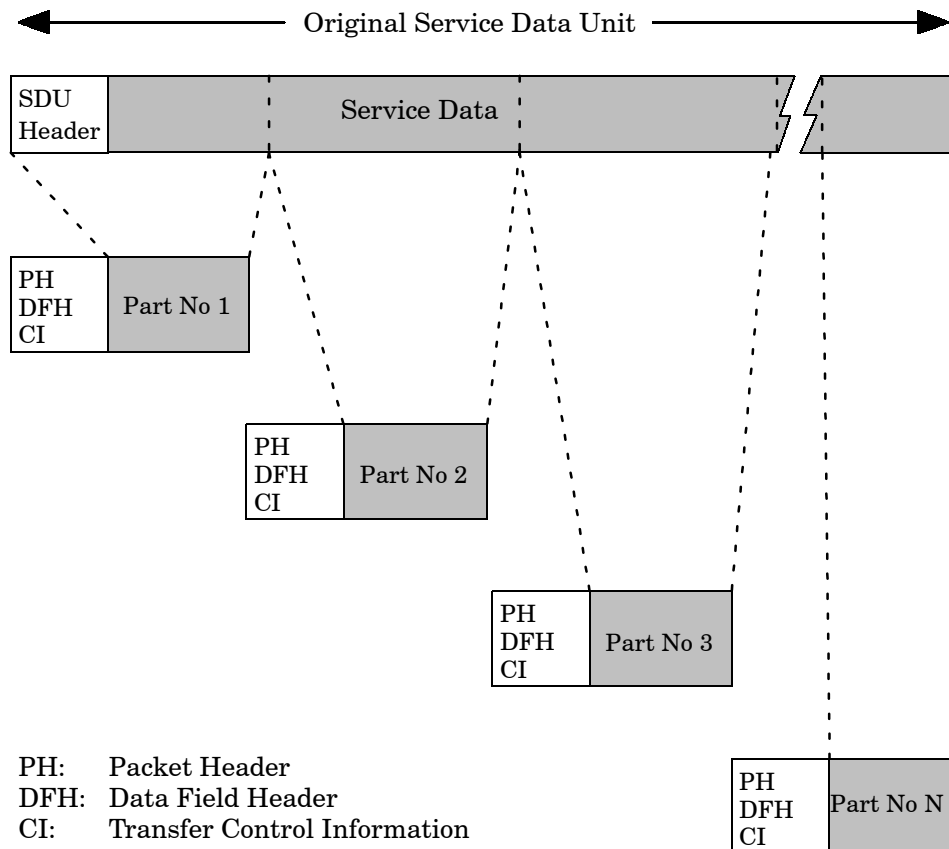 Original Service Data Unit
SDU
Header
Service Data
PH
DFH
CI
Part No 1
PH
DFH
CI
Part No 2
PH
DFH
CI
Part No 3
PH
DFH
CI
Part No N
PH: Packet Header
DFH: Data Field Header
CI: Transfer Control Information